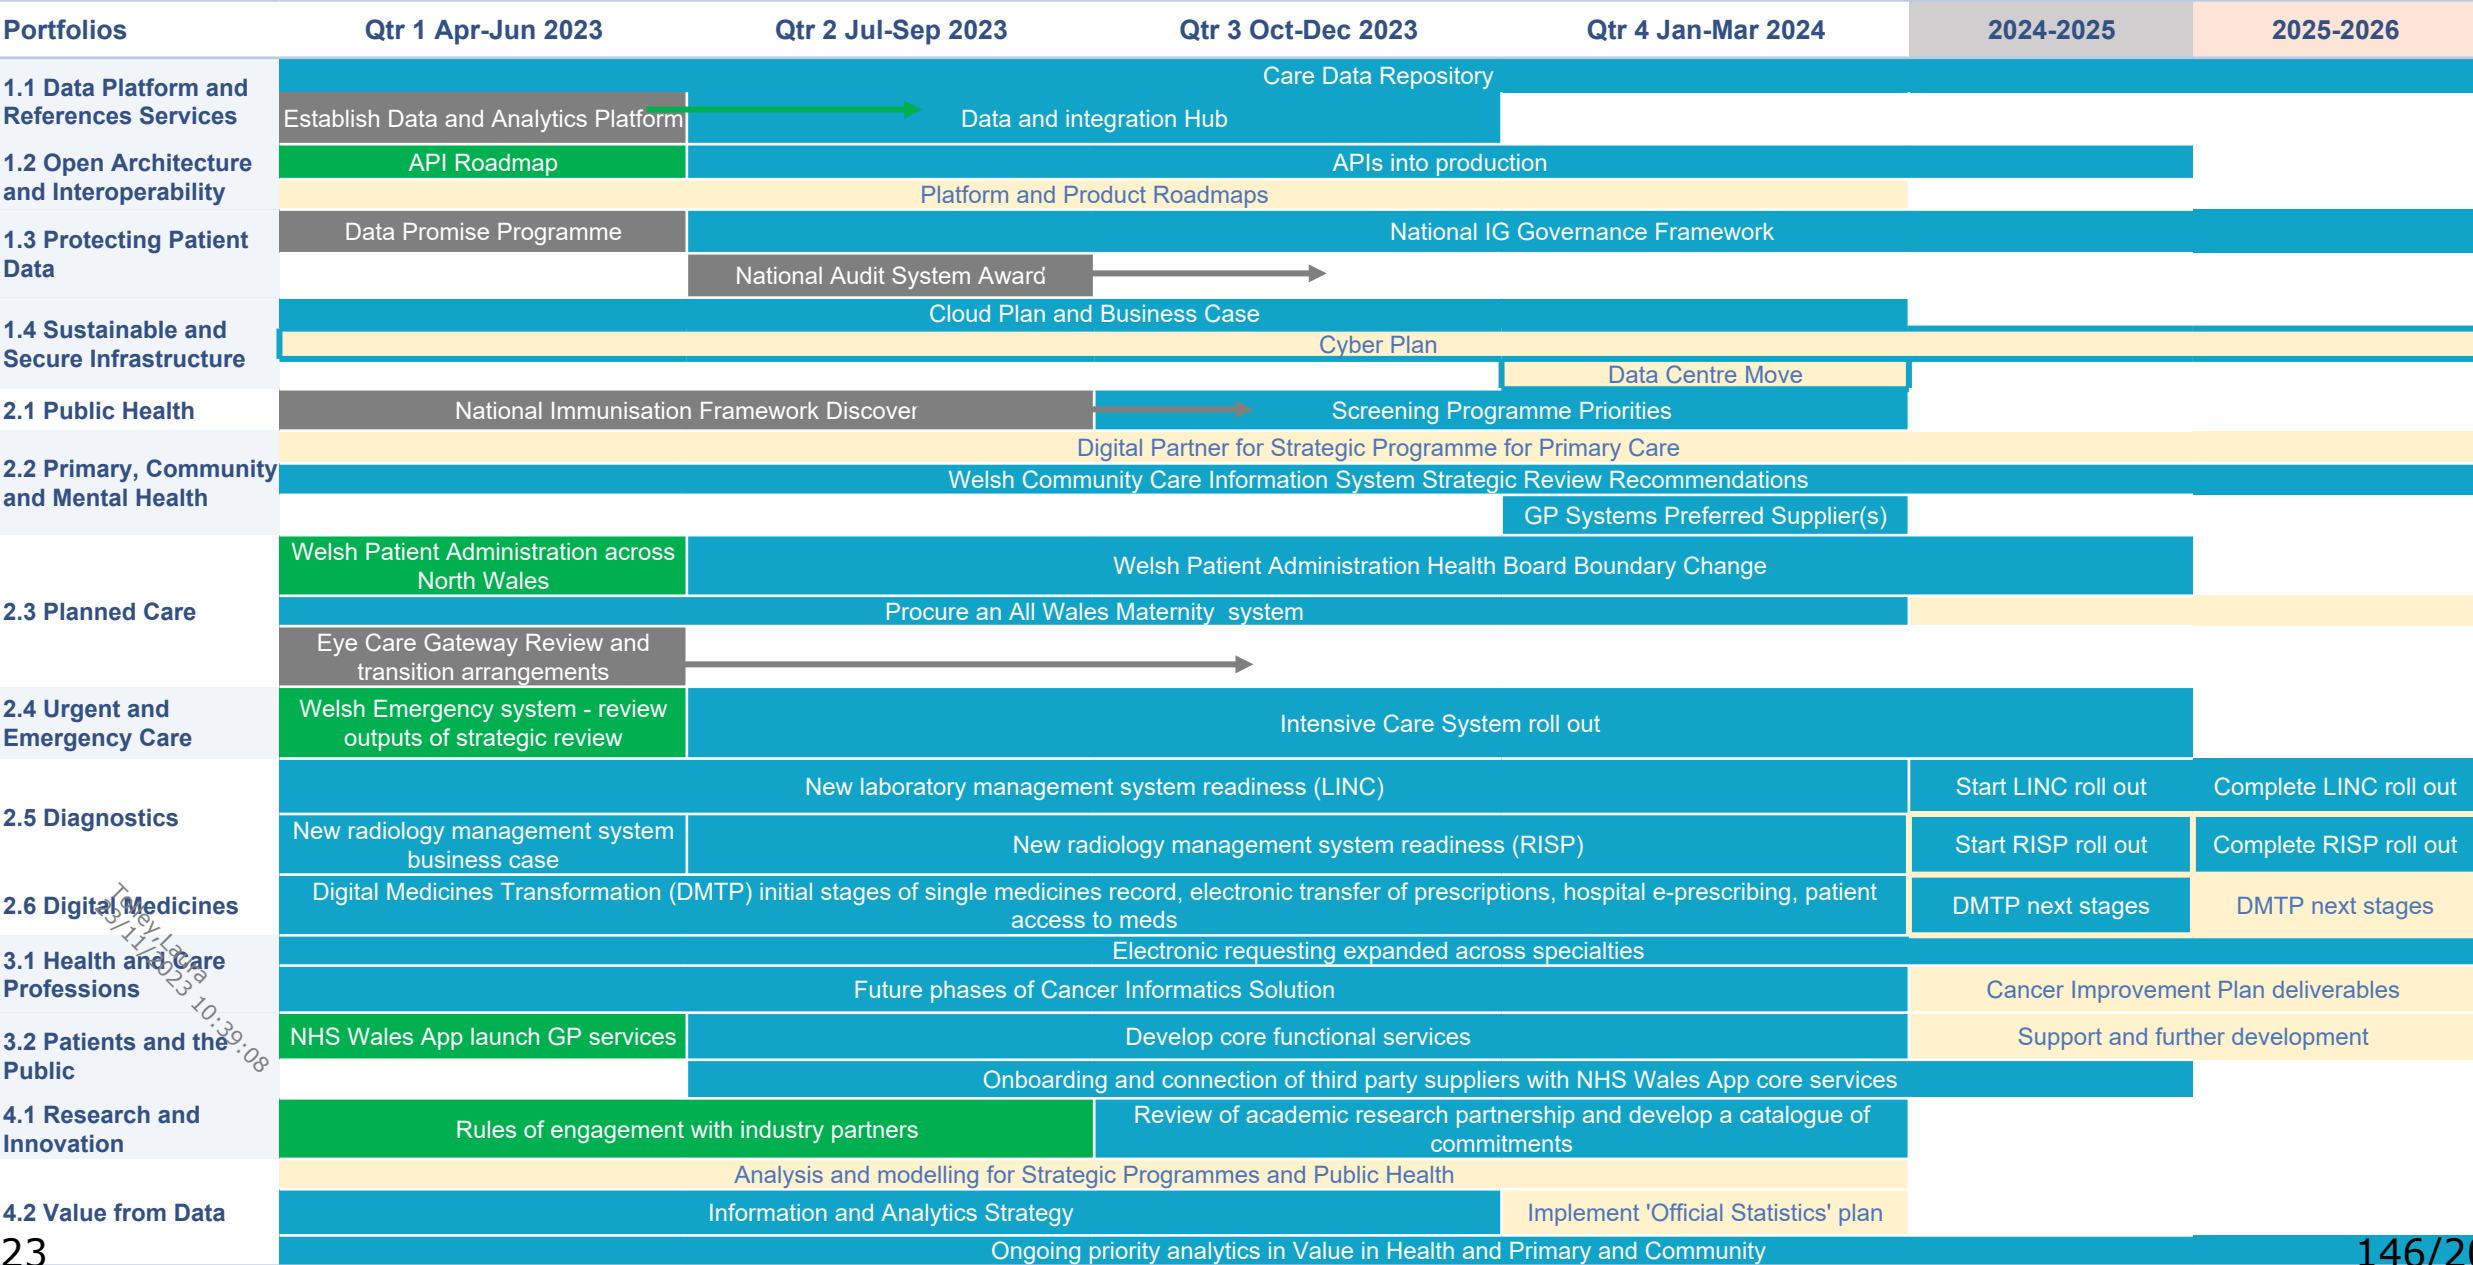 Portfolios
Qtr 1 Apr-Jun 2023
Qtr 2 Jul-Sep 2023
Qtr 3 Oct-Dec 2023
Qtr 4 Jan-Mar 2024
2024-2025
2025-2026
1.1 Data Platform and
References Services
Care Data Repository
Establish Data and Analytics Platform
Data and integration Hub
1.2 Open Architecture
and Interoperability
API Roadmap
APIs into production
Platform and Product Roadmaps
1.3 Protecting Patient
Data
Data Promise Programme
National IG Governance Framework
National Audit System Award
1.4 Sustainable and
Secure Infrastructure
Cloud Plan and Business Case
Cyber Plan
Data Centre Move
2.1 Public Health
National Immunisation Framework Discover
Screening Programme Priorities
2.2 Primary, Community
and Mental Health
Digital Partner for Strategic Programme for Primary Care
Welsh Community Care Information System Strategic Review Recommendations
GP Systems Preferred Supplier(s)
2.3 Planned Care
Welsh Patient Administration across
North Wales
Welsh Patient Administration Health Board Boundary Change
Procure an All Wales Maternity system
Eye Care Gateway Review and
transition arrangements
2.4 Urgent and
Emergency Care
Welsh Emergency system - review
outputs of strategic review
Intensive Care System roll out
2.5 Diagnostics
New laboratory management system readiness (LINC)
Start LINC roll out
Complete LINC roll out
New radiology management system
business case
New radiology management system readiness (RISP)
Start RISP roll out
Complete RISP roll out
2.6 Digital Medicines
Digital Medicines Transformation (DMTP) initial stages of single medicines record, electronic transfer of prescriptions, hospital e-prescribing, patient
access to meds
DMTP next stages
DMTP next stages
3.1 Health and Care
Professions
Electronic requesting expanded across specialties
Future phases of Cancer Informatics Solution
Cancer Improvement Plan deliverables
3.2 Patients and the
Public
NHS Wales App launch GP services
Develop core functional services
Support and further development
Onboarding and connection of third party suppliers with NHS Wales App core services
4.1 Research and
Innovation
Rules of engagement with industry partners
Review of academic research partnership and develop a catalogue of
commitments
4.2 Value from Data
Analysis and modelling for Strategic Programmes and Public Health
Information and Analytics Strategy
Implement 'Official Statistics' plan
Ongoing priority analytics in Value in Health and Primary and Community
Laura
23/11/2023 10:39:08
23
146/20